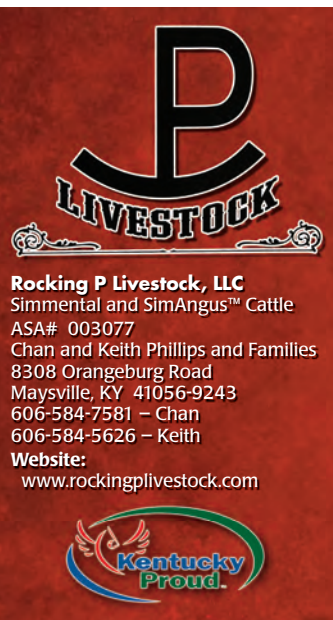 P
LIVESTOCK
Rocking P Livestock, LLC
Simmental and SimAngus™ Cattle
ASA# 003077
Chan and Keith Phillips and Families
8308 Orangeburg Road
Maysville, KY 41056-9243
606-584-7581 – Chan
606-584-5626 – Keith
Website:
www.rockingplivestock.com
Kentucky
Proud™